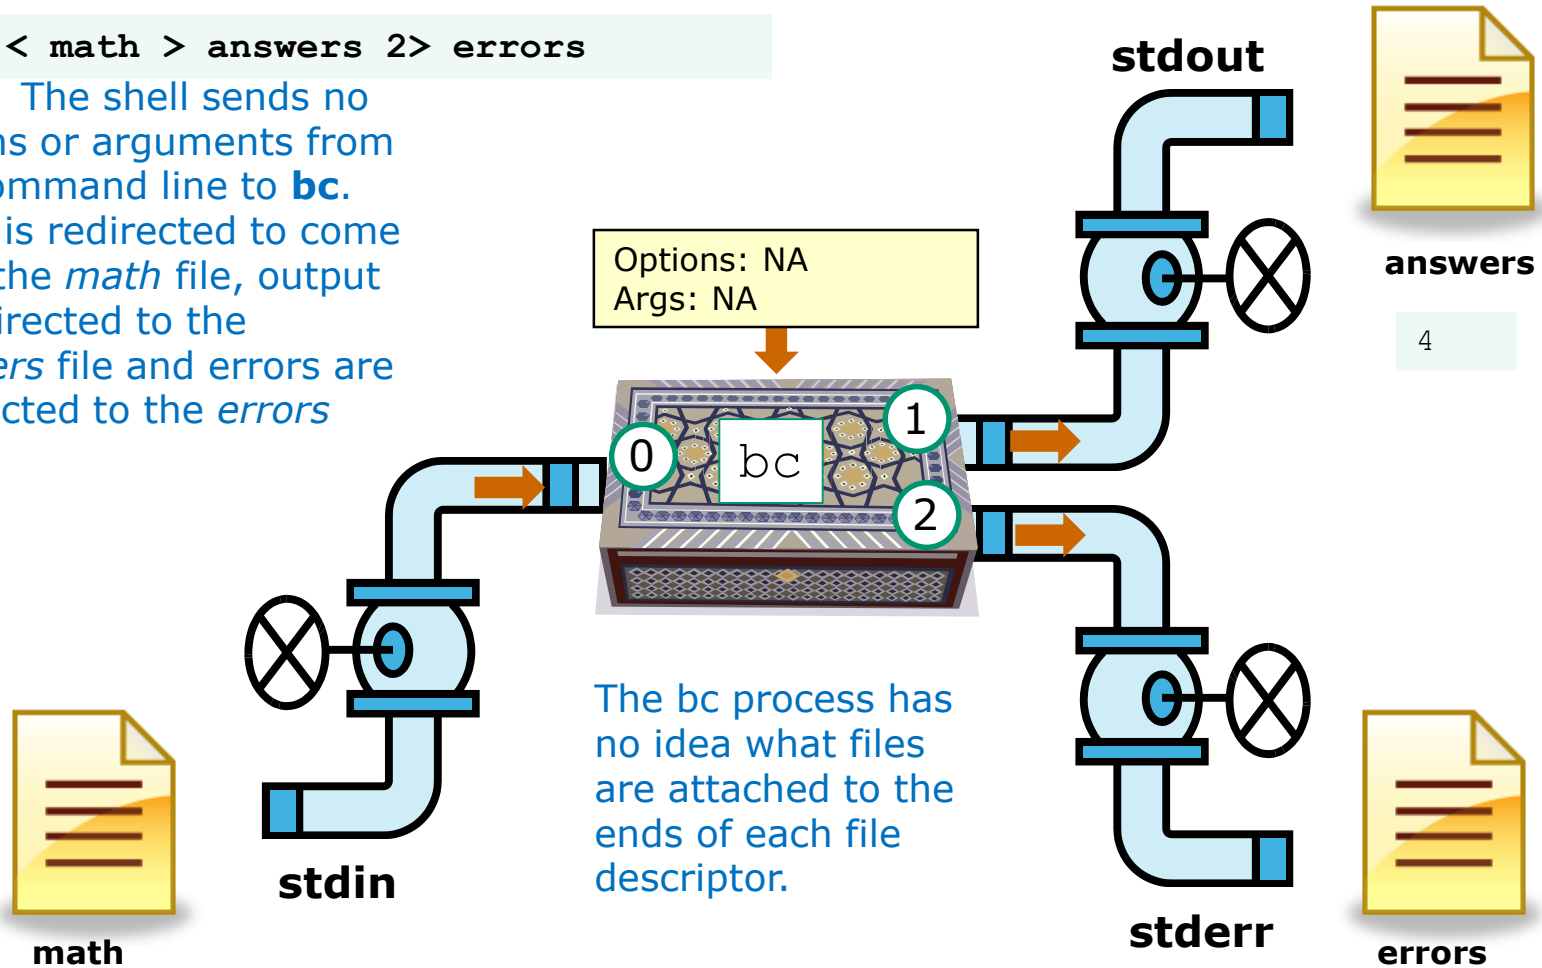 < math > answers 2> errors
The shell sends no
ns or arguments from
ommand line to bc.
is redirected to come
the math file, output
irected to the
ers file and errors are
cted to the errors
Options: NA
Args: NA
stdout
answers
4
0
bc
1
2
The bc process has
no idea what files
are attached to the
ends of each file
descriptor.
stdin
math
stderr
errors